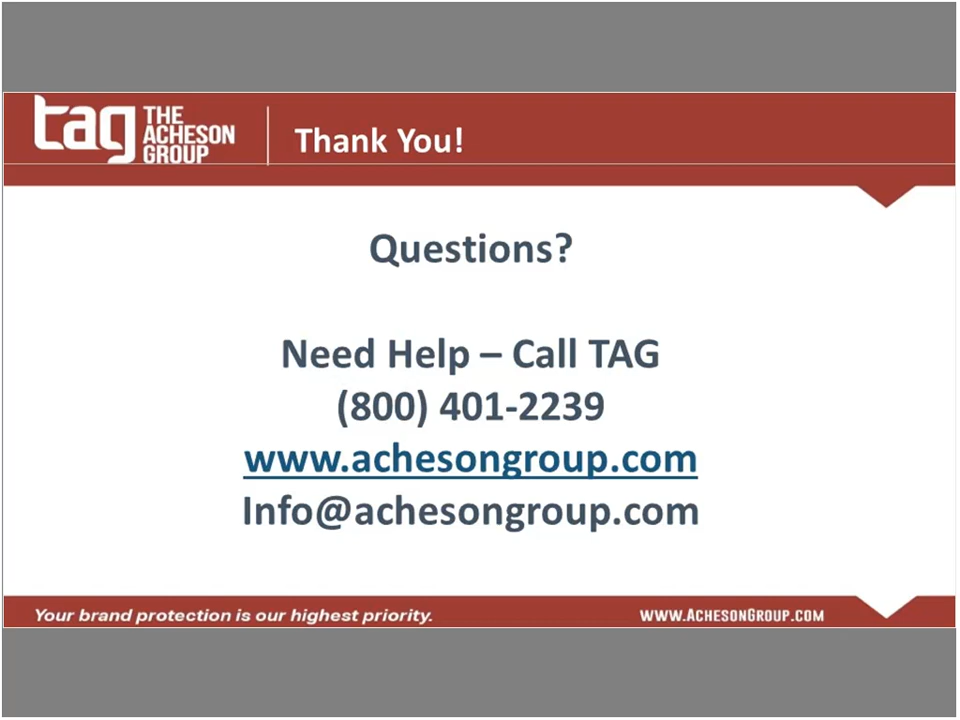 tag THE
ACHESON
GROUP
Thank You!
Questions?
Need Help – Call TAG
(800) 401-2239
www.achesongroup.com
Info@achesongroup.com
Your brand protection is our highest priority.
WWW.ACHESONGROUP.COM